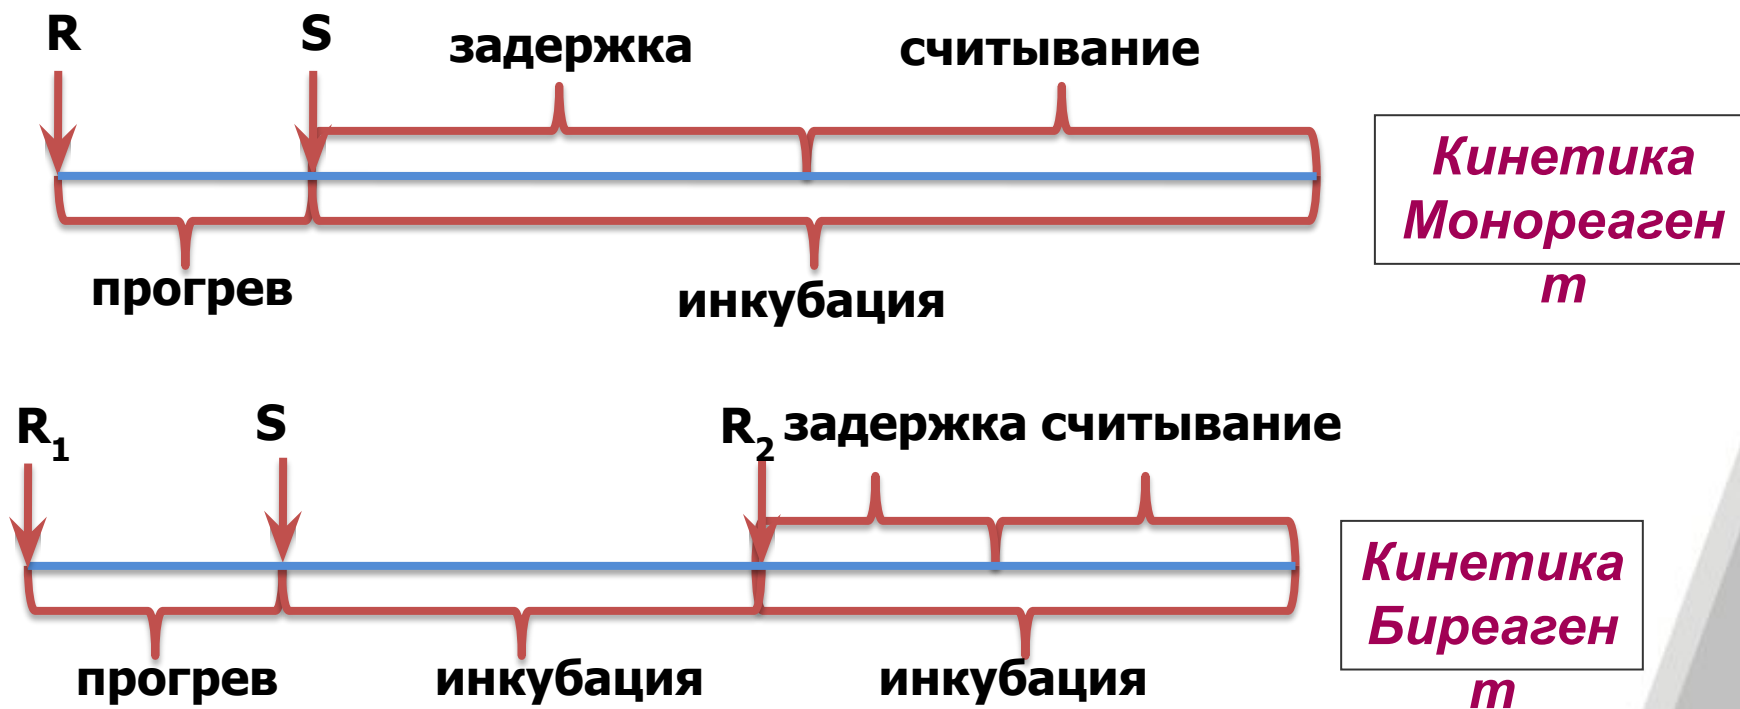 R S задержка считывание
Кинетика
Монореаген
т
прогрев инкубация
R₁ S R₂ задержка считывание
Кинетика
Биреаген
т
прогрев инкубация инкубация